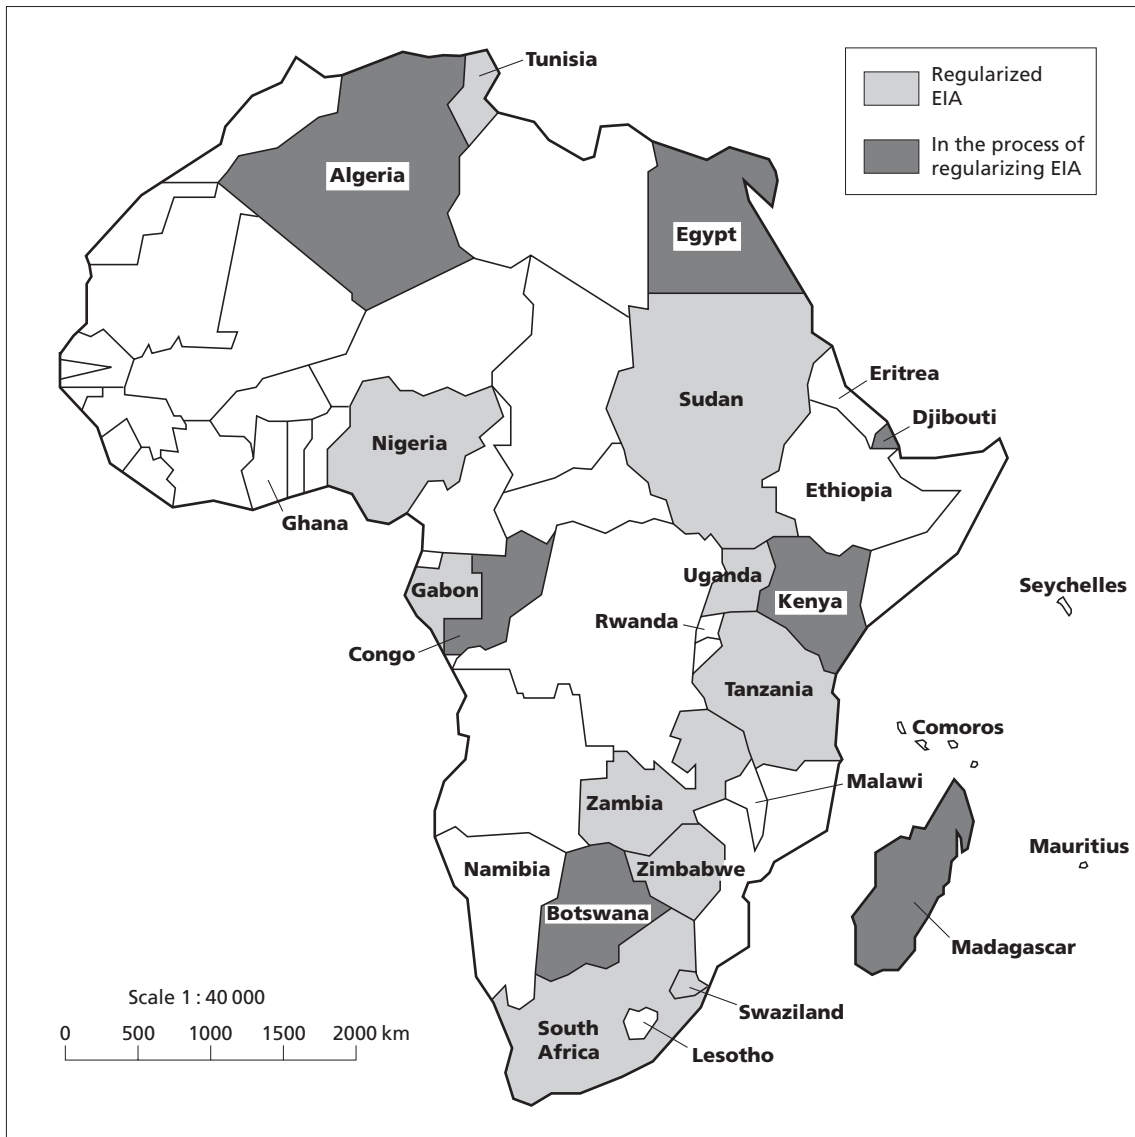 Tunisia
Regularized
EIA
In the process of
regularizing EIA
Algeria
Egypt
Eritrea
Sudan
Djibouti
Nigeria
Ethiopia
Ghana
Uganda
Seychelles
Gabon
Kenya
Rwanda
Congo
Tanzania
Comoros
Malawi
Zambia
Mauritius
Namibia
Zimbabwe
Botswana
Madagascar
Scale 1 : 40 000
Swaziland
0 500 1000 1500 2000 km
South
Africa
Lesotho